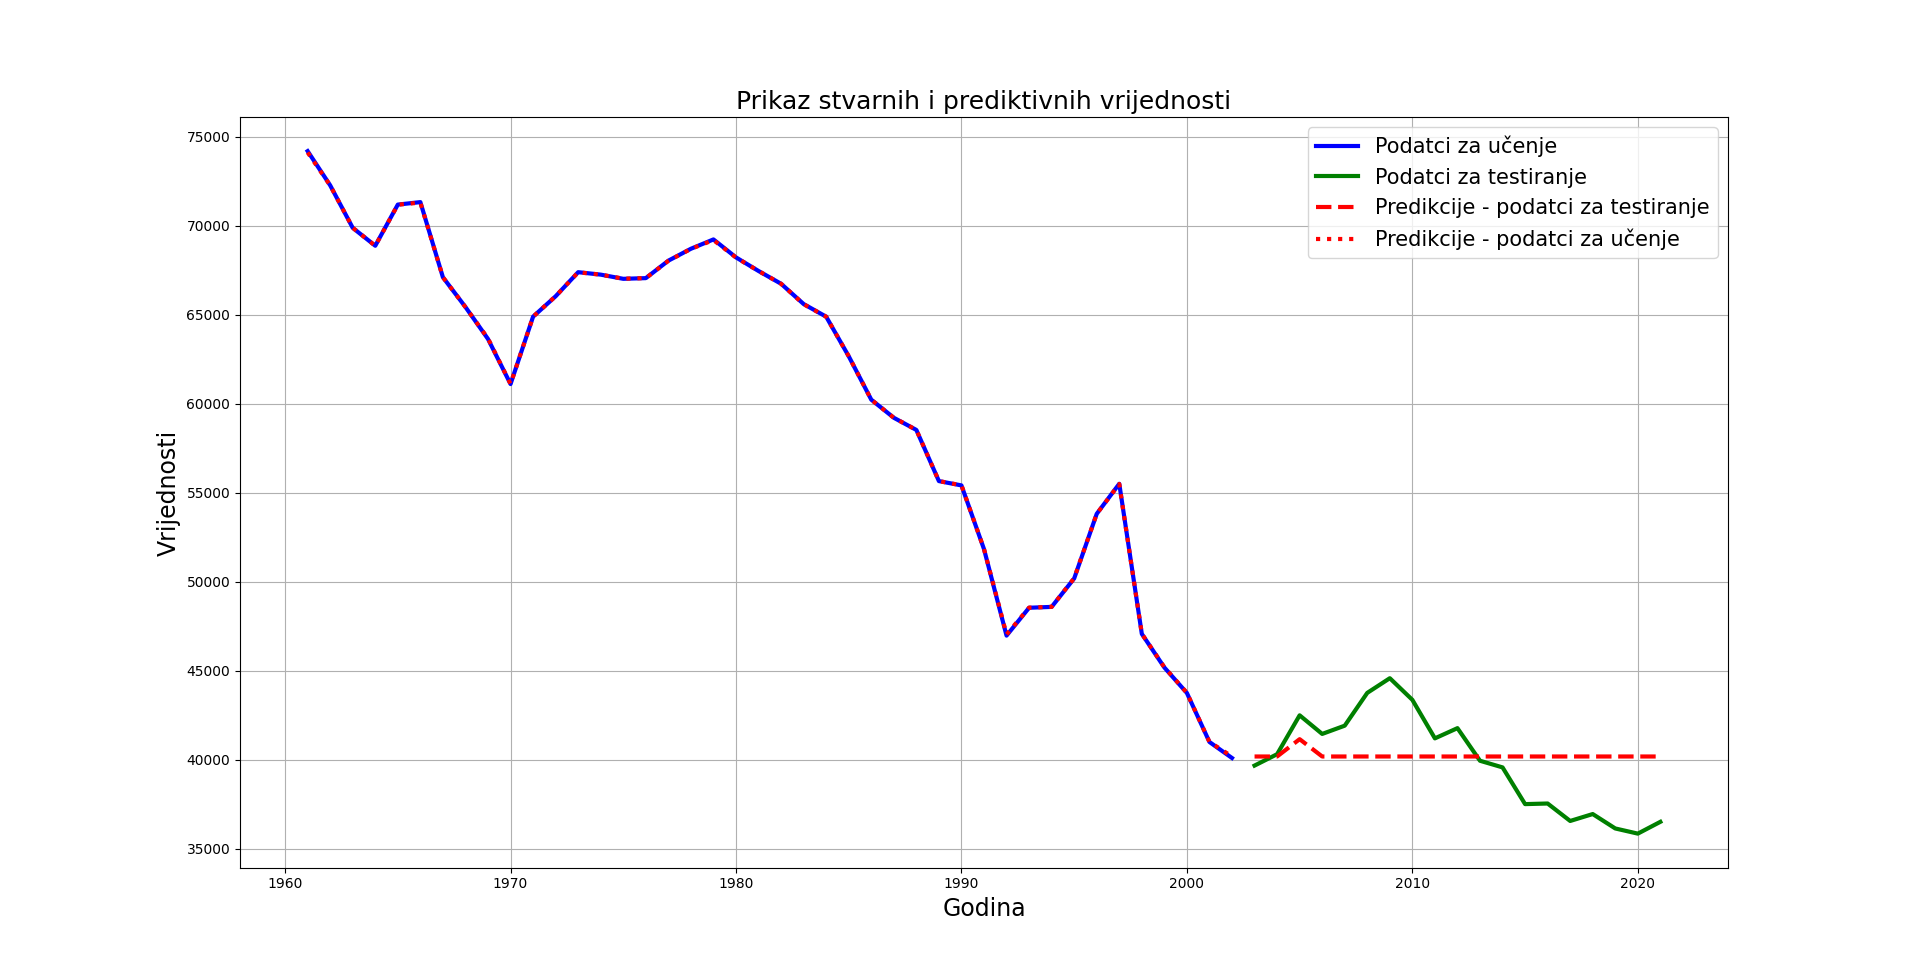 Prikaz stvarnih i prediktivnih vrijednosti
Podatci za učenje
Podatci za testiranje
Predikcije - podatci za testiranje
Predikcije - podatci za učenje
Vrijednosti
75000
70000
65000
60000
55000
50000
45000
40000
35000
1960 1970 1980 1990 2000 2010 2020
Godina